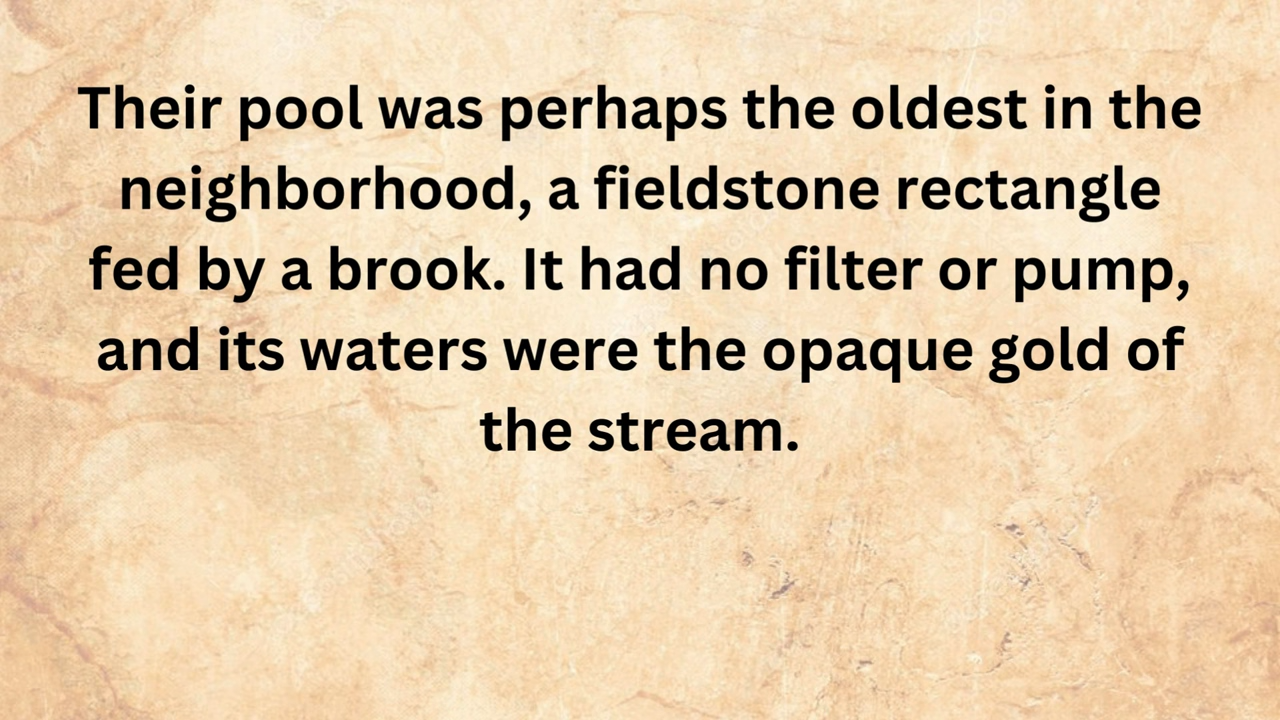 Their pool was perhaps the oldest in the
neighborhood, a fieldstone rectangle
fed by a brook. It had no filter or pump,
and its waters were the opaque gold of
the stream.